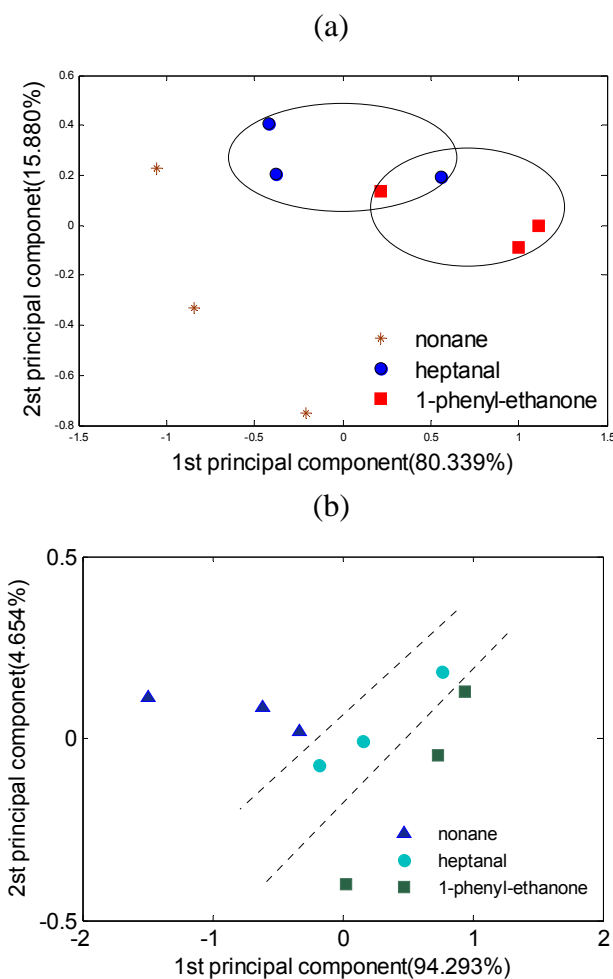 (a)
0.6
0.4
0.2
0
-0.2
-0.4
-0.6
-0.8
2st principal componet(15.880%)
nonane
heptanal
1-phenyl-ethanone
-1.5 -1 -0.5 0 0.5 1 1.5
1st principal component(80.339%)
(b)
0.5
0
-0.5
2st principal componet(4.654%)
nonane
heptanal
1-phenyl-ethanone
-2 -1 0 1 2
1st principal component(94.293%)